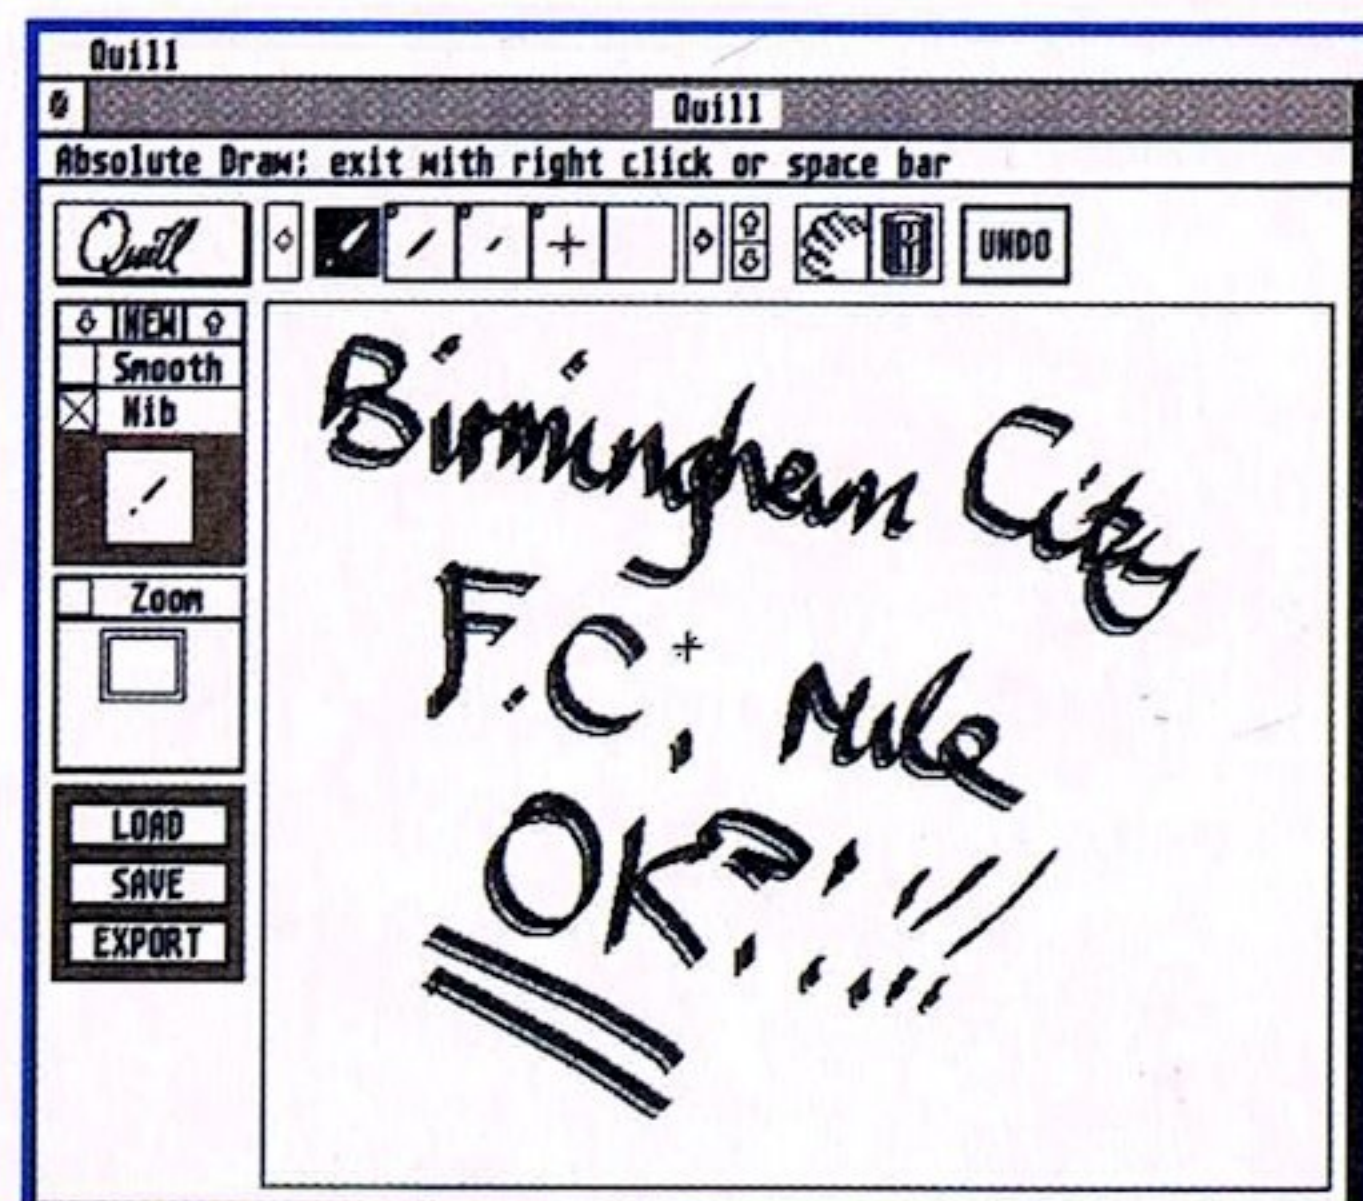 Quill
Quill
Absolute Draw: exit with right click or space bar
Quill
UNDO
NEW
Smooth
Nib
Zoom
LOAD
SAVE
EXPORT
Birmingham City
F.C. Rule
OK?!!!!